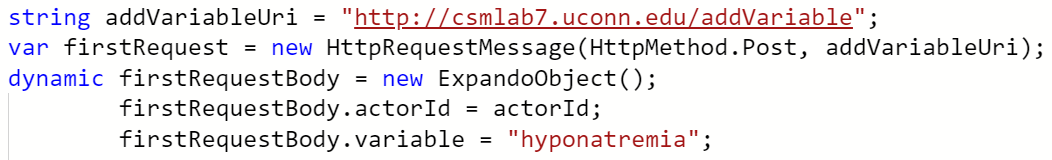 string addVariableUri = "http://csmlab7.uconn.edu/addVariable";
var firstRequest = new HttpRequestMessage(HttpMethod.Post, addVariableUri);
dynamic firstRequestBody = new ExpandoObject();
        firstRequestBody.actorId = actorId;
        firstRequestBody.variable = "hyponatremia";